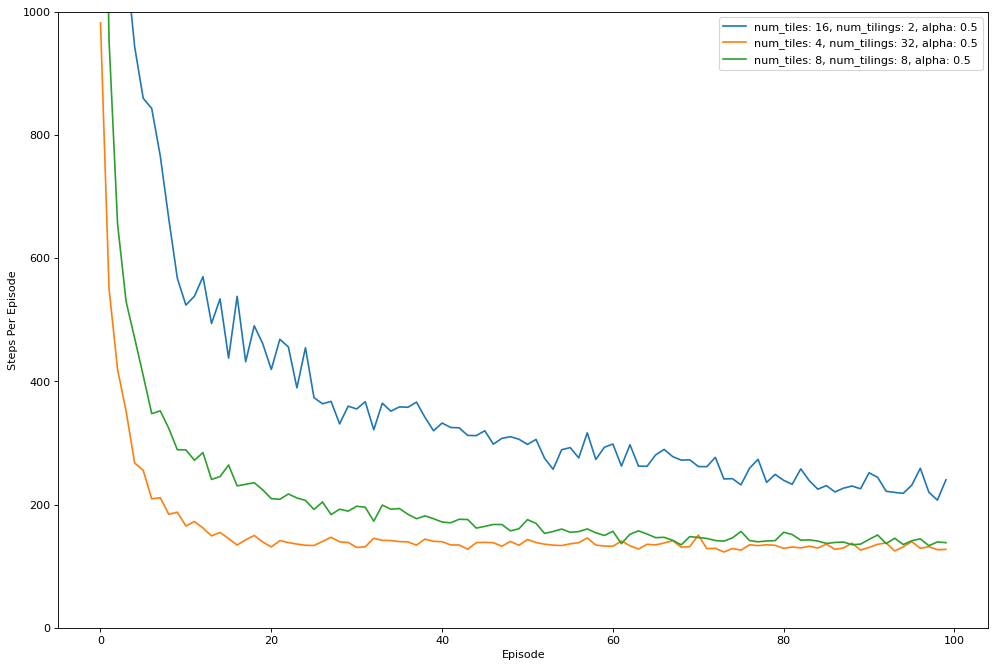 1000
800
600
400
200
0
Steps Per Episode
num_tiles: 16, num_tilings: 2, alpha: 0.5
num_tiles: 4, num_tilings: 32, alpha: 0.5
num_tiles: 8, num_tilings: 8, alpha: 0.5
0 20 40 60 80 100
Episode